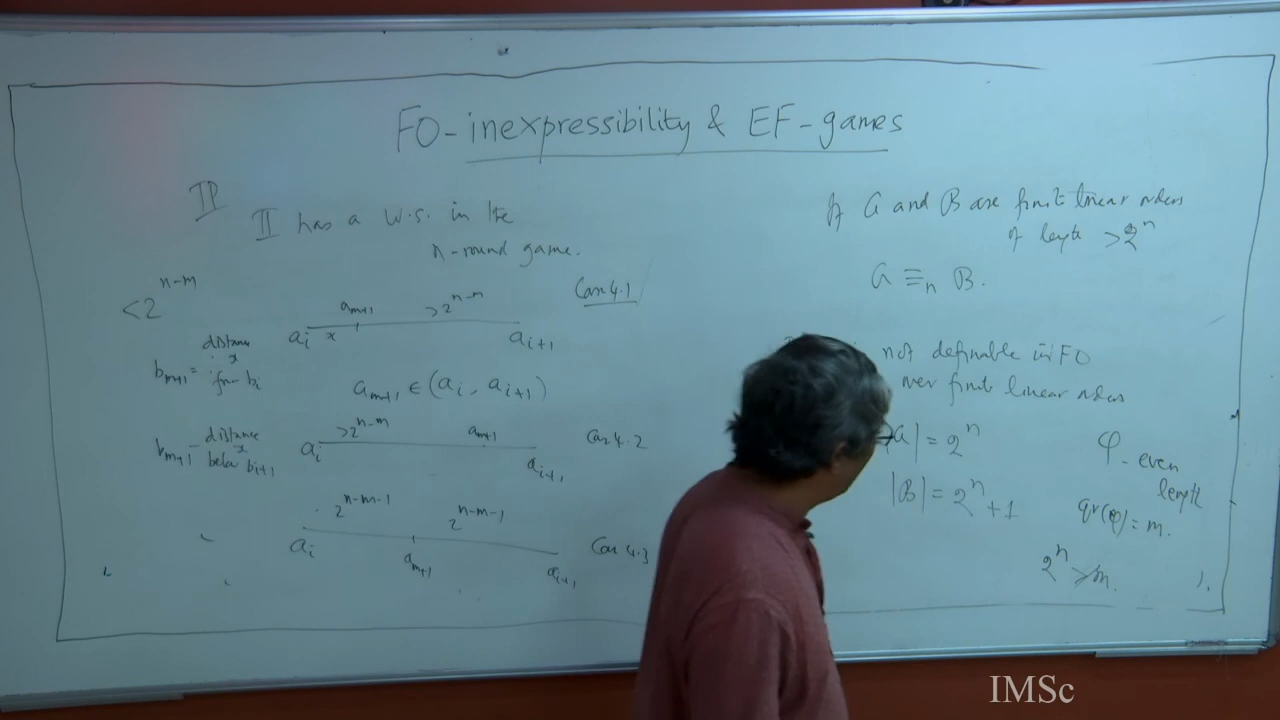 FO-inexpressibility & EF-games
TP
II has a w.s. in the
n-round game.
< 2^{n-m}
a_{m+1} > 2^{n-m} Case 4.1
a_i x a_{i+1}
b_{m+1} = distance x from b_i
a_{m+1} ∈ (a_i, a_{i+1})
b_{m+1} = distance x below b_{i+1}
> 2^{n-m} a_{m+1} Case 4.2
a_i a_{i+1}
2^{n-m-1} 2^{n-m-1}
a_i a_{m+1} a_{i+1} Case 4.3
If A and B are finite linear orders
of length > 2^n
A ≡_n B.
not definable in FO
over finite linear orders
|A| = 2^n
|B| = 2^n + 1
φ - even
length
qr(φ) = m.
2^n > m.
IMSc